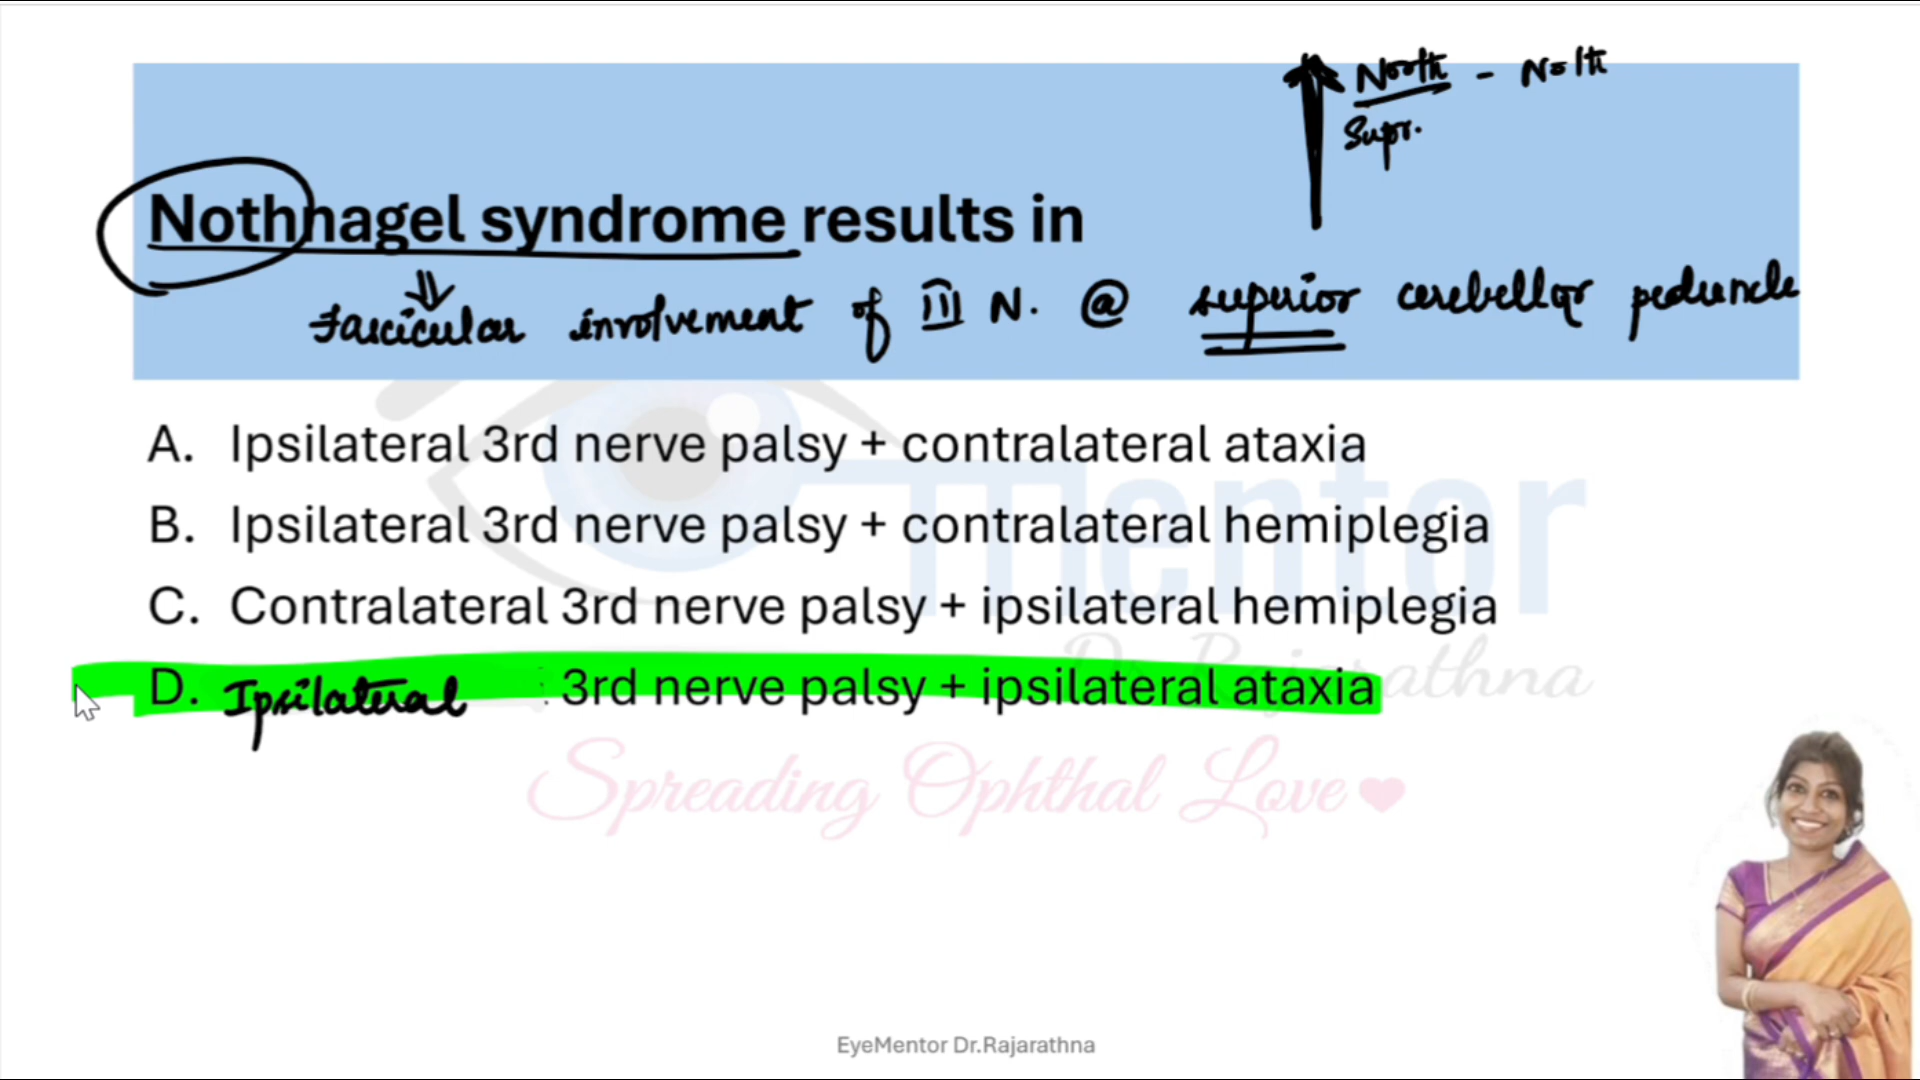 North - Noth
Supr.
Nothnagel syndrome results in
Fascicular involvement of III N. @ superior cerebellar peduncle
A. Ipsilateral 3rd nerve palsy + contralateral ataxia
B. Ipsilateral 3rd nerve palsy + contralateral hemiplegia
C. Contralateral 3rd nerve palsy + ipsilateral hemiplegia
D. Ipsilateral 3rd nerve palsy + ipsilateral ataxia
mentor
Dr. Rajarathna
Spreading Ophthal Love
EyeMentor Dr.Rajarathna